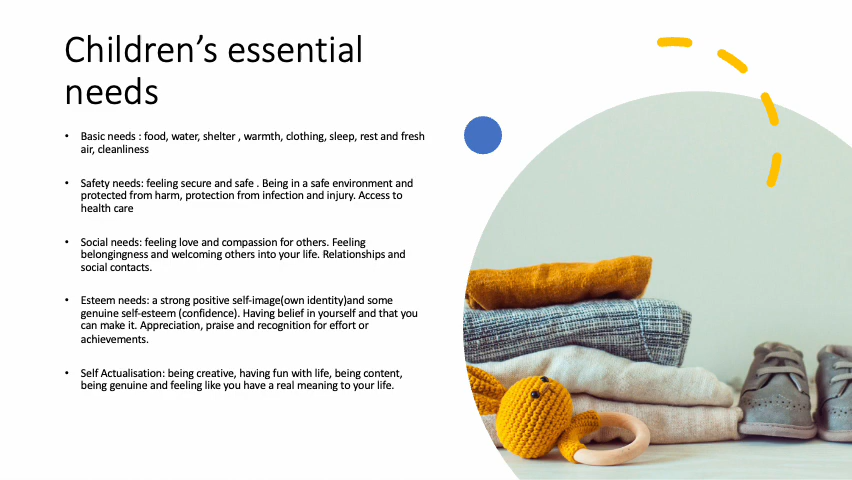 Children’s essential
needs
• Basic needs : food, water, shelter , warmth, clothing, sleep, rest and fresh
air, cleanliness
• Safety needs: feeling secure and safe . Being in a safe environment and
protected from harm, protection from infection and injury. Access to
health care
• Social needs: feeling love and compassion for others. Feeling
belongingness and welcoming others into your life. Relationships and
social contacts.
• Esteem needs: a strong positive self-image(own identity)and some
genuine self-esteem (confidence). Having belief in yourself and that you
can make it. Appreciation, praise and recognition for effort or
achievements.
• Self Actualisation: being creative, having fun with life, being content,
being genuine and feeling like you have a real meaning to your life.